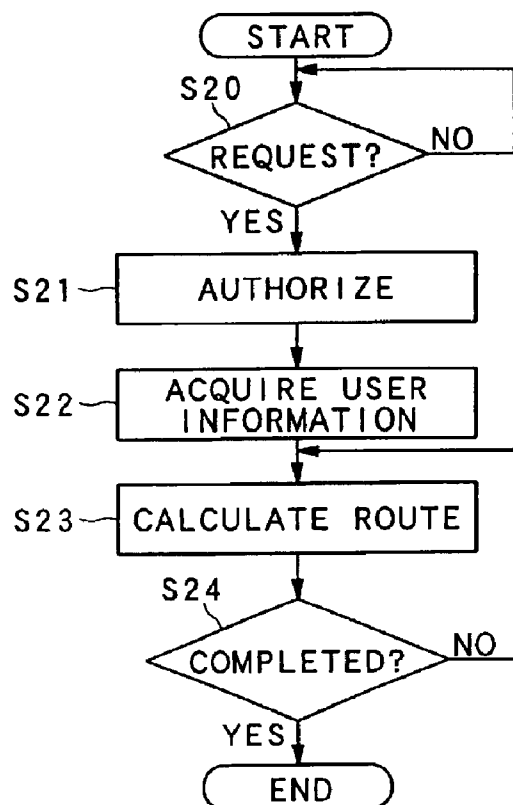 START
S20
REQUEST?
NO
YES
S21
AUTHORIZE
S22
ACQUIRE USER
INFORMATION
S23
CALCULATE ROUTE
S24
COMPLETED?
NO
YES
END